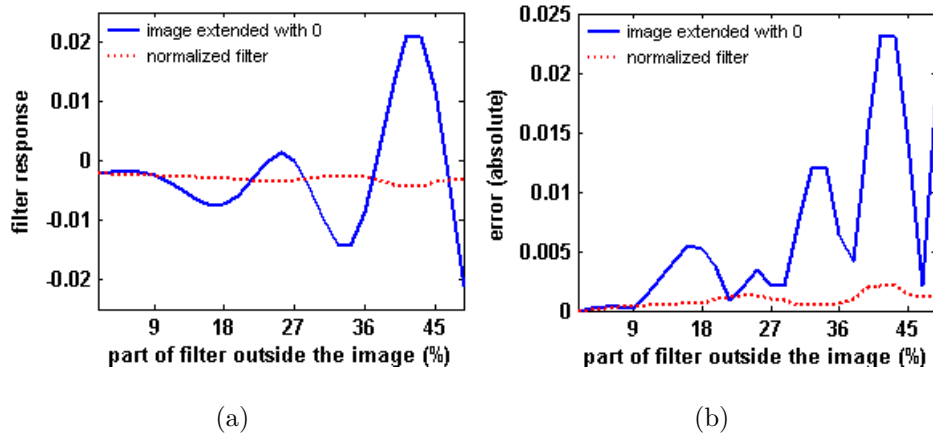 0.02
0.01
0
-0.01
-0.02
filter response
image extended with 0
normalized filter
9 18 27 36 45
part of filter outside the image (%)
(a)
0.025
0.02
0.015
0.01
0.005
0
error (absolute)
image extended with 0
normalized filter
9 18 27 36 45
part of filter outside the image (%)
(b)